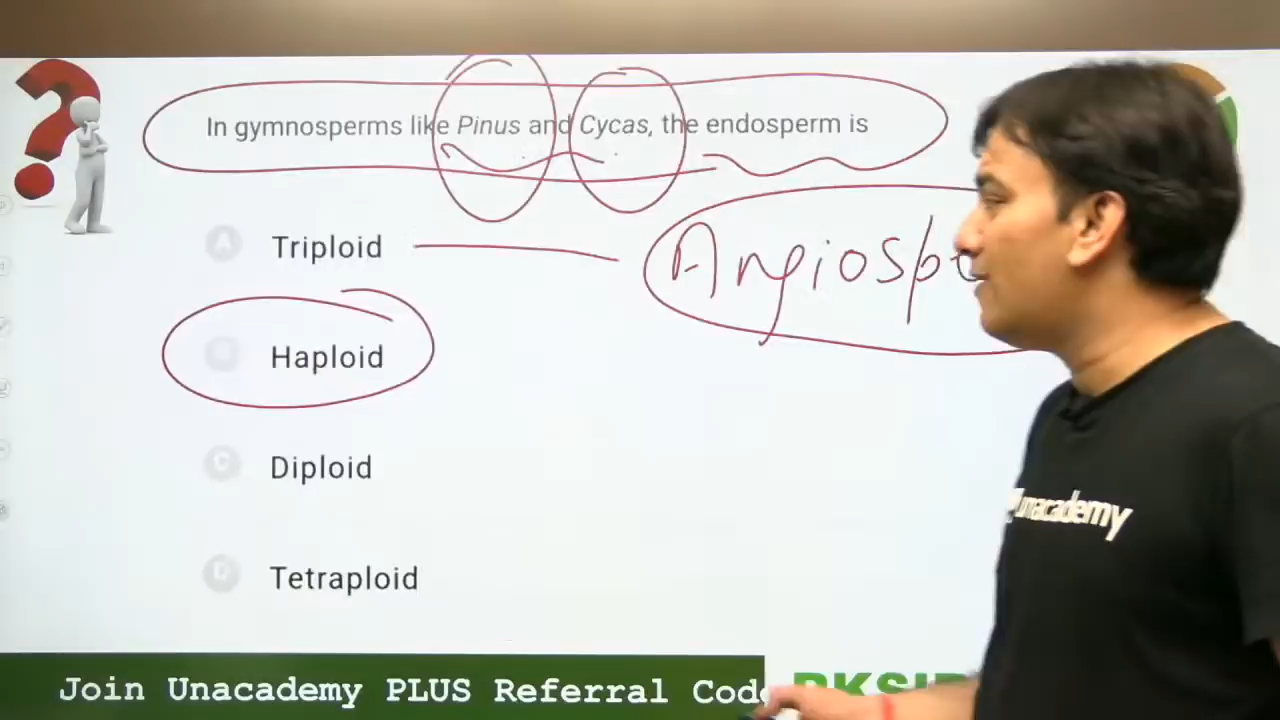 In gymnosperms like Pinus and Cycas, the endosperm is
A Triploid
Angiospe
B Haploid
C Diploid
D Tetraploid
unacademy
Join Unacademy PLUS Referral Code